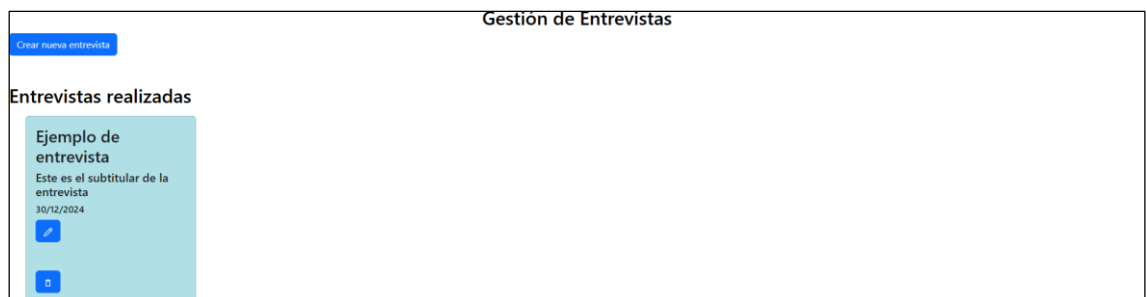 Gestión de Entrevistas
Crear nueva entrevista
Entrevistas realizadas
Ejemplo de
entrevista
Este es el subtitular de la
entrevista
30/12/2024